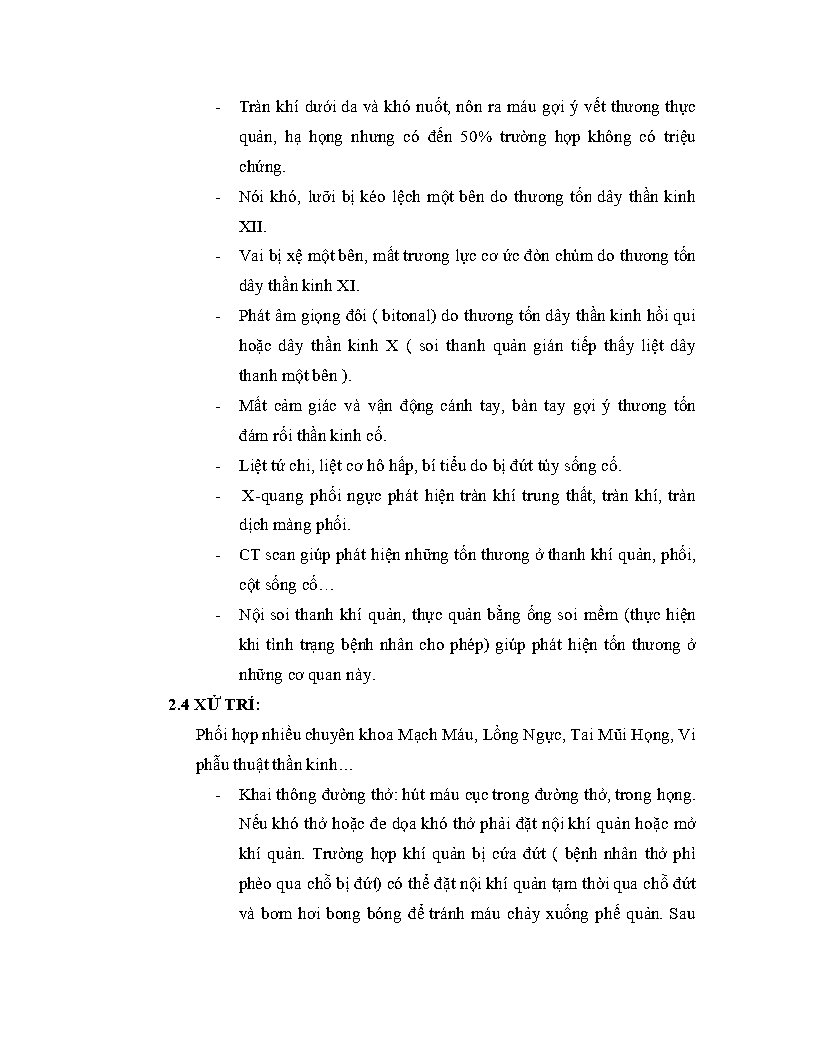 - Tràn khí dưới da và khó nuốt, nôn ra máu gợi ý vết thương thực
quản, hạ họng nhưng có đến 50% trường hợp không có triệu
chứng.
- Nói khó, lưỡi bị kéo lệch một bên do thương tổn dây thần kinh
XII.
- Vai bị xệ một bên, mất trương lực cơ ức đòn chũm do thương tổn
dây thần kinh XI.
- Phát âm giọng đôi ( bitonal) do thương tổn dây thần kinh hồi qui
hoặc dây thần kinh X ( soi thanh quản gián tiếp thấy liệt dây
thanh một bên ).
- Mất cảm giác và vận động cánh tay, bàn tay gợi ý thương tổn
đám rối thần kinh cổ.
- Liệt tứ chi, liệt cơ hô hấp, bí tiểu do bị đứt tủy sống cổ.
- X-quang phổi ngực phát hiện tràn khí trung thất, tràn khí, tràn
dịch màng phổi.
- CT scan giúp phát hiện những tổn thương ở thanh khí quản, phổi,
cột sống cổ…
- Nội soi thanh khí quản, thực quản bằng ống soi mềm (thực hiện
khi tình trạng bệnh nhân cho phép) giúp phát hiện tổn thương ở
những cơ quan này.
2.4 XỬ TRÍ:
Phối hợp nhiều chuyên khoa Mạch Máu, Lồng Ngực, Tai Mũi Họng, Vi
phẫu thuật thần kinh…
- Khai thông đường thở: hút máu cục trong đường thở, trong họng.
Nếu khó thở hoặc đe dọa khó thở phải đặt nội khí quản hoặc mở
khí quản. Trường hợp khí quản bị cứa đứt ( bệnh nhân thở phì
phèo qua chỗ bị đứt) có thể đặt nội khí quản tạm thời qua chỗ đứt
và bơm hơi bong bóng để tránh máu chảy xuống phế quản. Sau